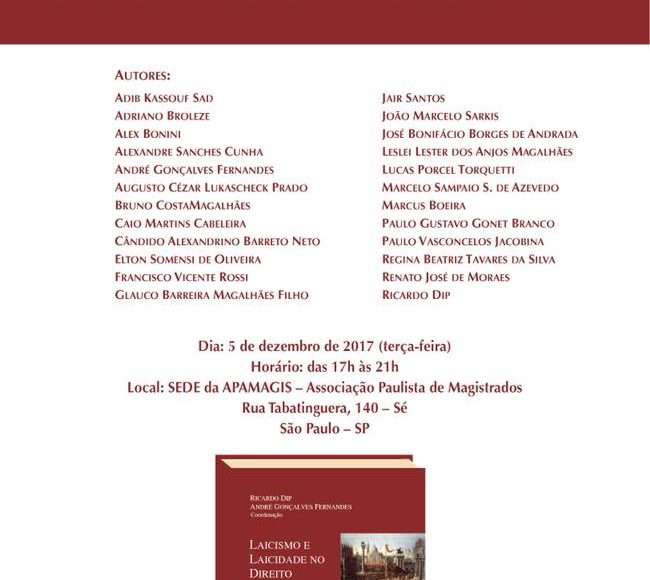 AUTORES:
ADIB KASSOUF SAD
ADRIANO BROLEZE
ALEX BONINI
ALEXANDRE SANCHES CUNHA
ANDRÉ GONÇALVES FERNANDES
AUGUSTO CÉZAR LUKASCHECK PRADO
BRUNO COSTAMAGALHÃES
CAIO MARTINS CABELEIRA
CÂNDIDO ALEXANDRINO BARRETO NETO
ELTON SOMENSI DE OLIVEIRA
FRANCISCO VICENTE ROSSI
GLAUCO BARREIRA MAGALHÃES FILHO
JAIR SANTOS
JOÃO MARCELO SARKIS
JOSÉ BONIFÁCIO BORGES DE ANDRADA
LESLEI LESTER DOS ANJOS MAGALHÃES
LUCAS PORCEL TORQUETTI
MARCELO SAMPAIO S. DE AZEVEDO
MARCUS BOEIRA
PAULO GUSTAVO GONET BRANCO
PAULO VASCONCELOS JACOBINA
REGINA BEATRIZ TAVARES DA SILVA
RENATO JOSÉ DE MORAES
RICARDO DIP
Dia: 5 de dezembro de 2017 (terça-feira)
Horário: das 17h às 21h
Local: SEDE da APAMAGIS – Associação Paulista de Magistrados
Rua Tabatinguera, 140 – Sé
São Paulo – SP
RICARDO DIP
ANDRÉ GONÇALVES FERNANDES
Coordenação
LAICISMO E
LAICIDADE NO
DIREITO